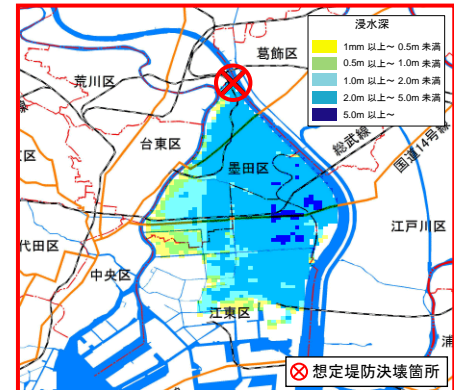 浸水深
1mm 以上～ 0.5m 未満
0.5m 以上～ 1.0m 未満
1.0m 以上～ 2.0m 未満
2.0m 以上～ 5.0m 未満
5.0m 以上～
葛飾区
荒川区
台東区
墨田区
総武線
国道14号線
江戸川区
代田区
中央区
江東区
浦
想定堤防決壊箇所